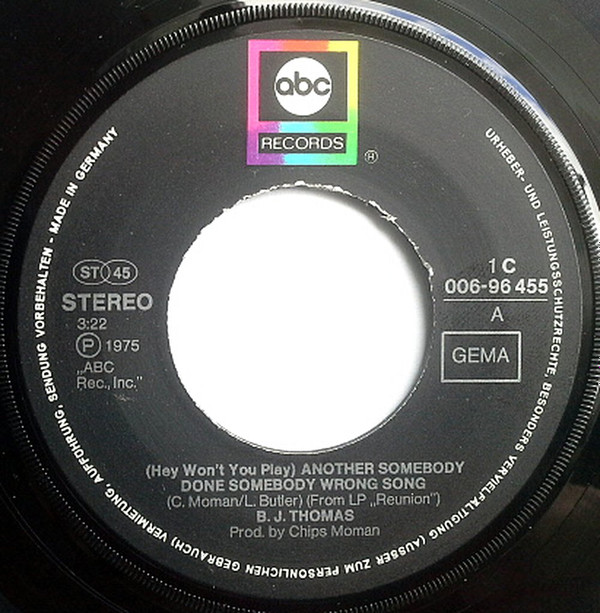 abc
RECORDS
®
URHEBER- UND LEISTUNGSSCHUTZRECHTE, BESONDERS VERVIELFÄLTIGUNG (AUSSER ZUM PERSÖNLICHEN GEBRAUCH) VERMIETUNG AUFFÜHRUNG, SENDUNG VORBEHALTEN - MADE IN GERMANY
ST 45
STEREO
3:22
Ⓟ 1975
„ABC
Rec., Inc."
1 C
006-96 455
A
GEMA
(Hey Won't You Play) ANOTHER SOMEBODY
DONE SOMEBODY WRONG SONG
(C. Moman/L. Butler) (From LP „Reunion")
B. J. THOMAS
Prod. by Chips Moman